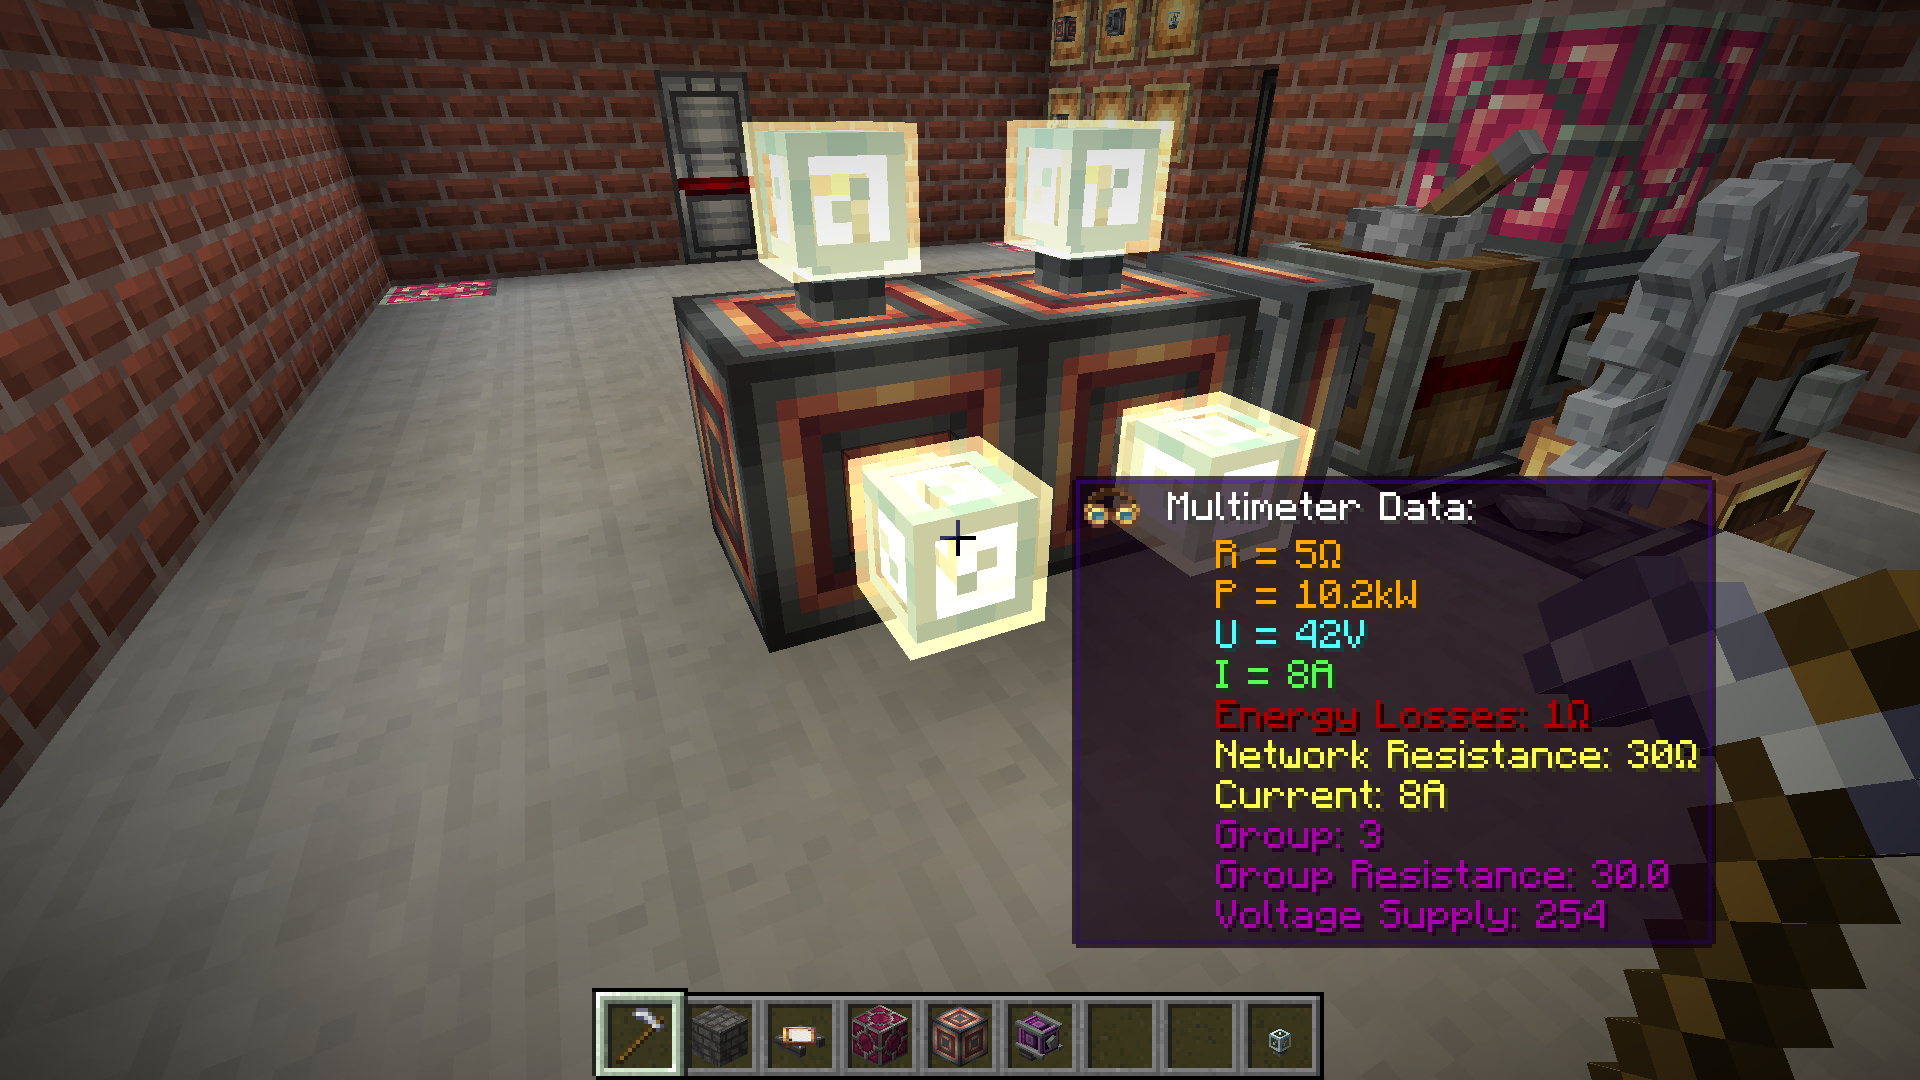 Multimeter Data:
R = 5Ω
P = 10.2kW
U = 42V
I = 8A
Energy Losses: 1Ω
Network Resistance: 30Ω
Current: 8A
Group: 3
Group Resistance: 30.0
Voltage Supply: 254